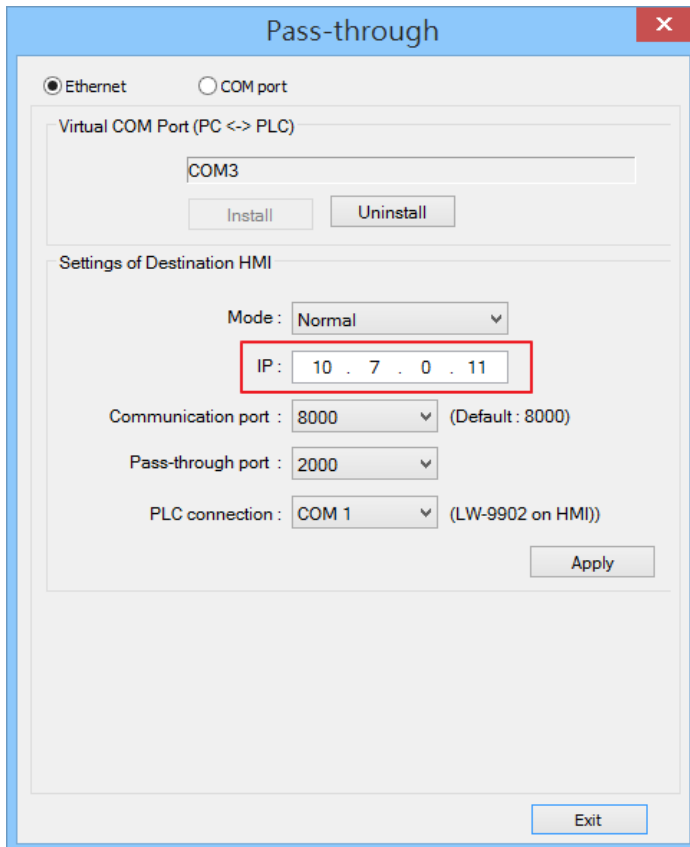 Pass-through
Ethernet COM port
Virtual COM Port (PC <-> PLC)
COM3
Install Uninstall
Settings of Destination HMI
Mode : Normal
IP : 10 . 7 . 0 . 11
Communication port : 8000 (Default : 8000)
Pass-through port : 2000
PLC connection : COM 1 (LW-9902 on HMI))
Apply
Exit